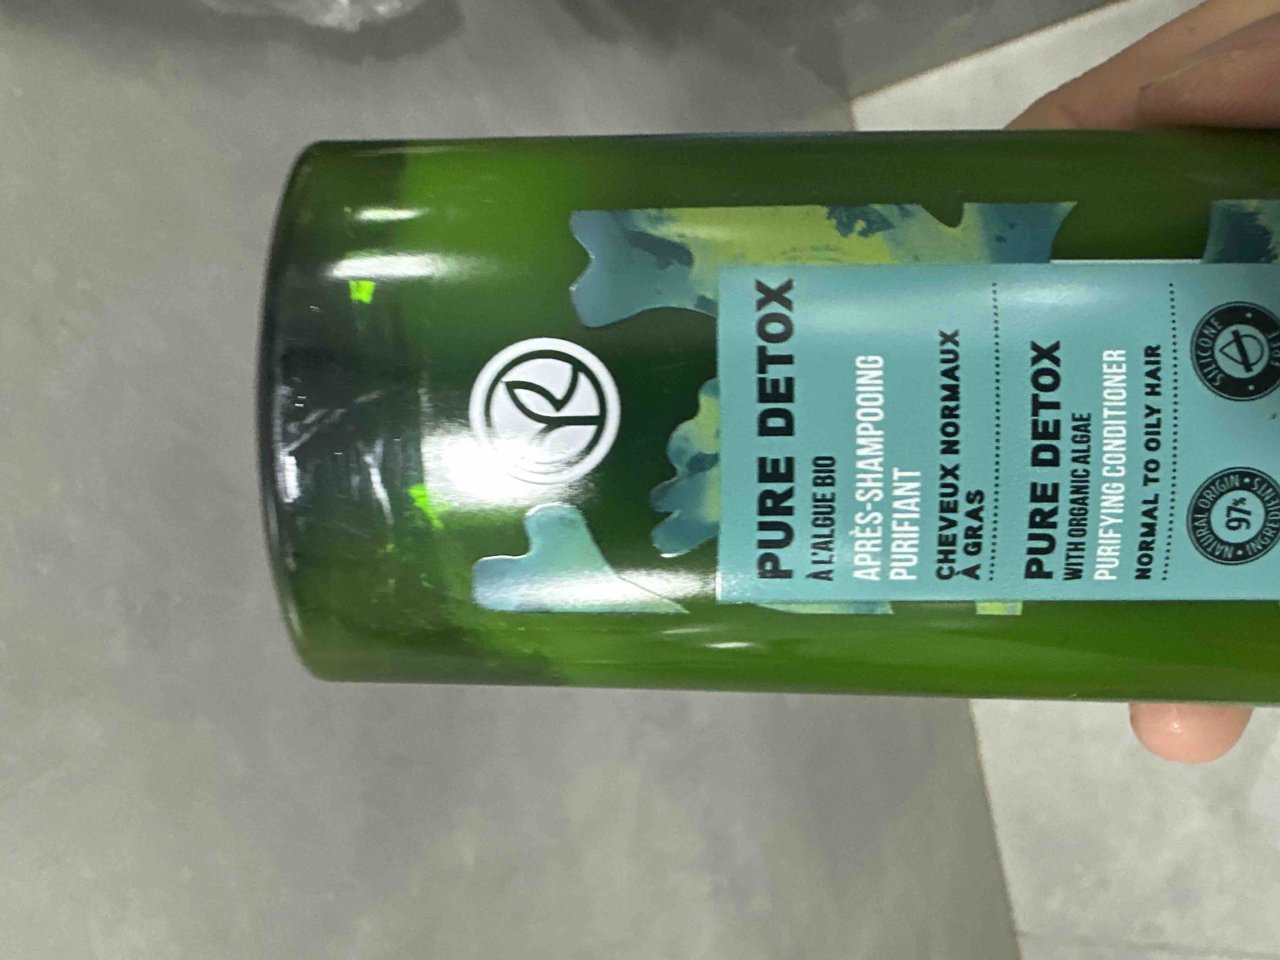 PURE DETOX
À L'ALGUE BIO
APRÈS-SHAMPOOING
PURIFIANT
CHEVEUX NORMAUX
À GRAS
PURE DETOX
WITH ORGANIC ALGAE
PURIFYING CONDITIONER
NORMAL TO OILY HAIR
NATURAL ORIGIN
97%
SILICONE